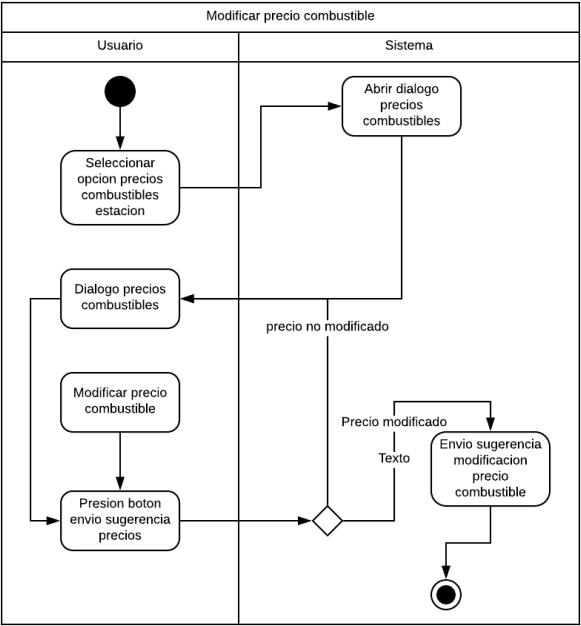 Modificar precio combustible
Usuario
Sistema
Abrir dialogo
precios
combustibles
Seleccionar
opcion precios
combustibles
estacion
Dialogo precios
combustibles
precio no modificado
Modificar precio
combustible
Precio modificado
Texto
Envio sugerencia
modificacion
precio
combustible
Presion boton
envio sugerencia
precios